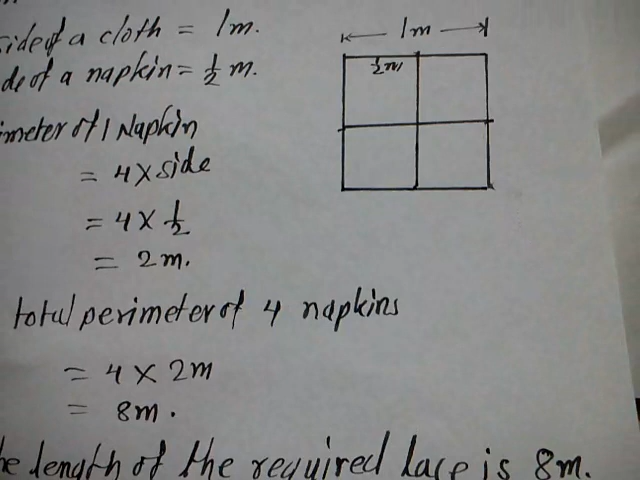 side of a cloth = 1m.
1m
de of a napkin = 1/2 m.
1/2 m
imeter of 1 Napkin
= 4 × side
= 4 × 1/2
= 2m.
total perimeter of 4 napkins
= 4 × 2m
= 8m.
he length of the required lace is 8m.